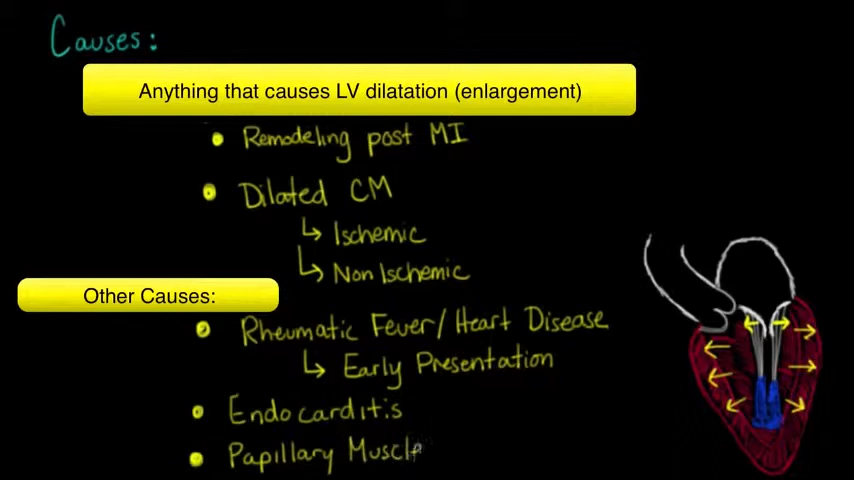 Causes:
Anything that causes LV dilatation (enlargement)
Remodeling post MI
Dilated CM
Ischemic
Non Ischemic
Other Causes:
Rheumatic Fever/Heart Disease
Early Presentation
Endocarditis
Papillary Muscle